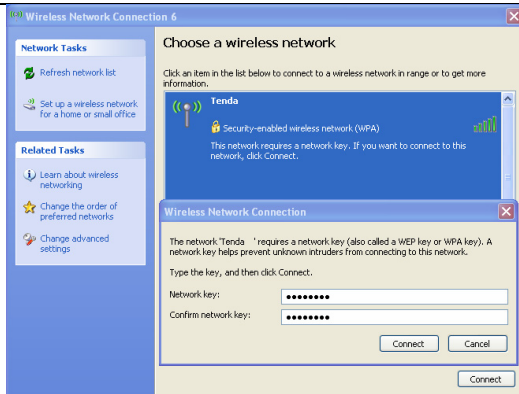 Wireless Network Connection 6
Network Tasks
Refresh network list
Set up a wireless network
for a home or small office
Related Tasks
Learn about wireless
networking
Change the order of
preferred networks
Change advanced
settings
Choose a wireless network
Click an item in the list below to connect to a wireless network in range or to get more
information.
Tenda
Security-enabled wireless network (WPA)
This network requires a network key. If you want to connect to this
network, click Connect.
Wireless Network Connection
The network 'Tenda ' requires a network key (also called a WEP key or WPA key). A
network key helps prevent unknown intruders from connecting to this network.
Type the key, and then click Connect.
Network key: ••••••••
Confirm network key: ••••••••
Connect Cancel
Connect